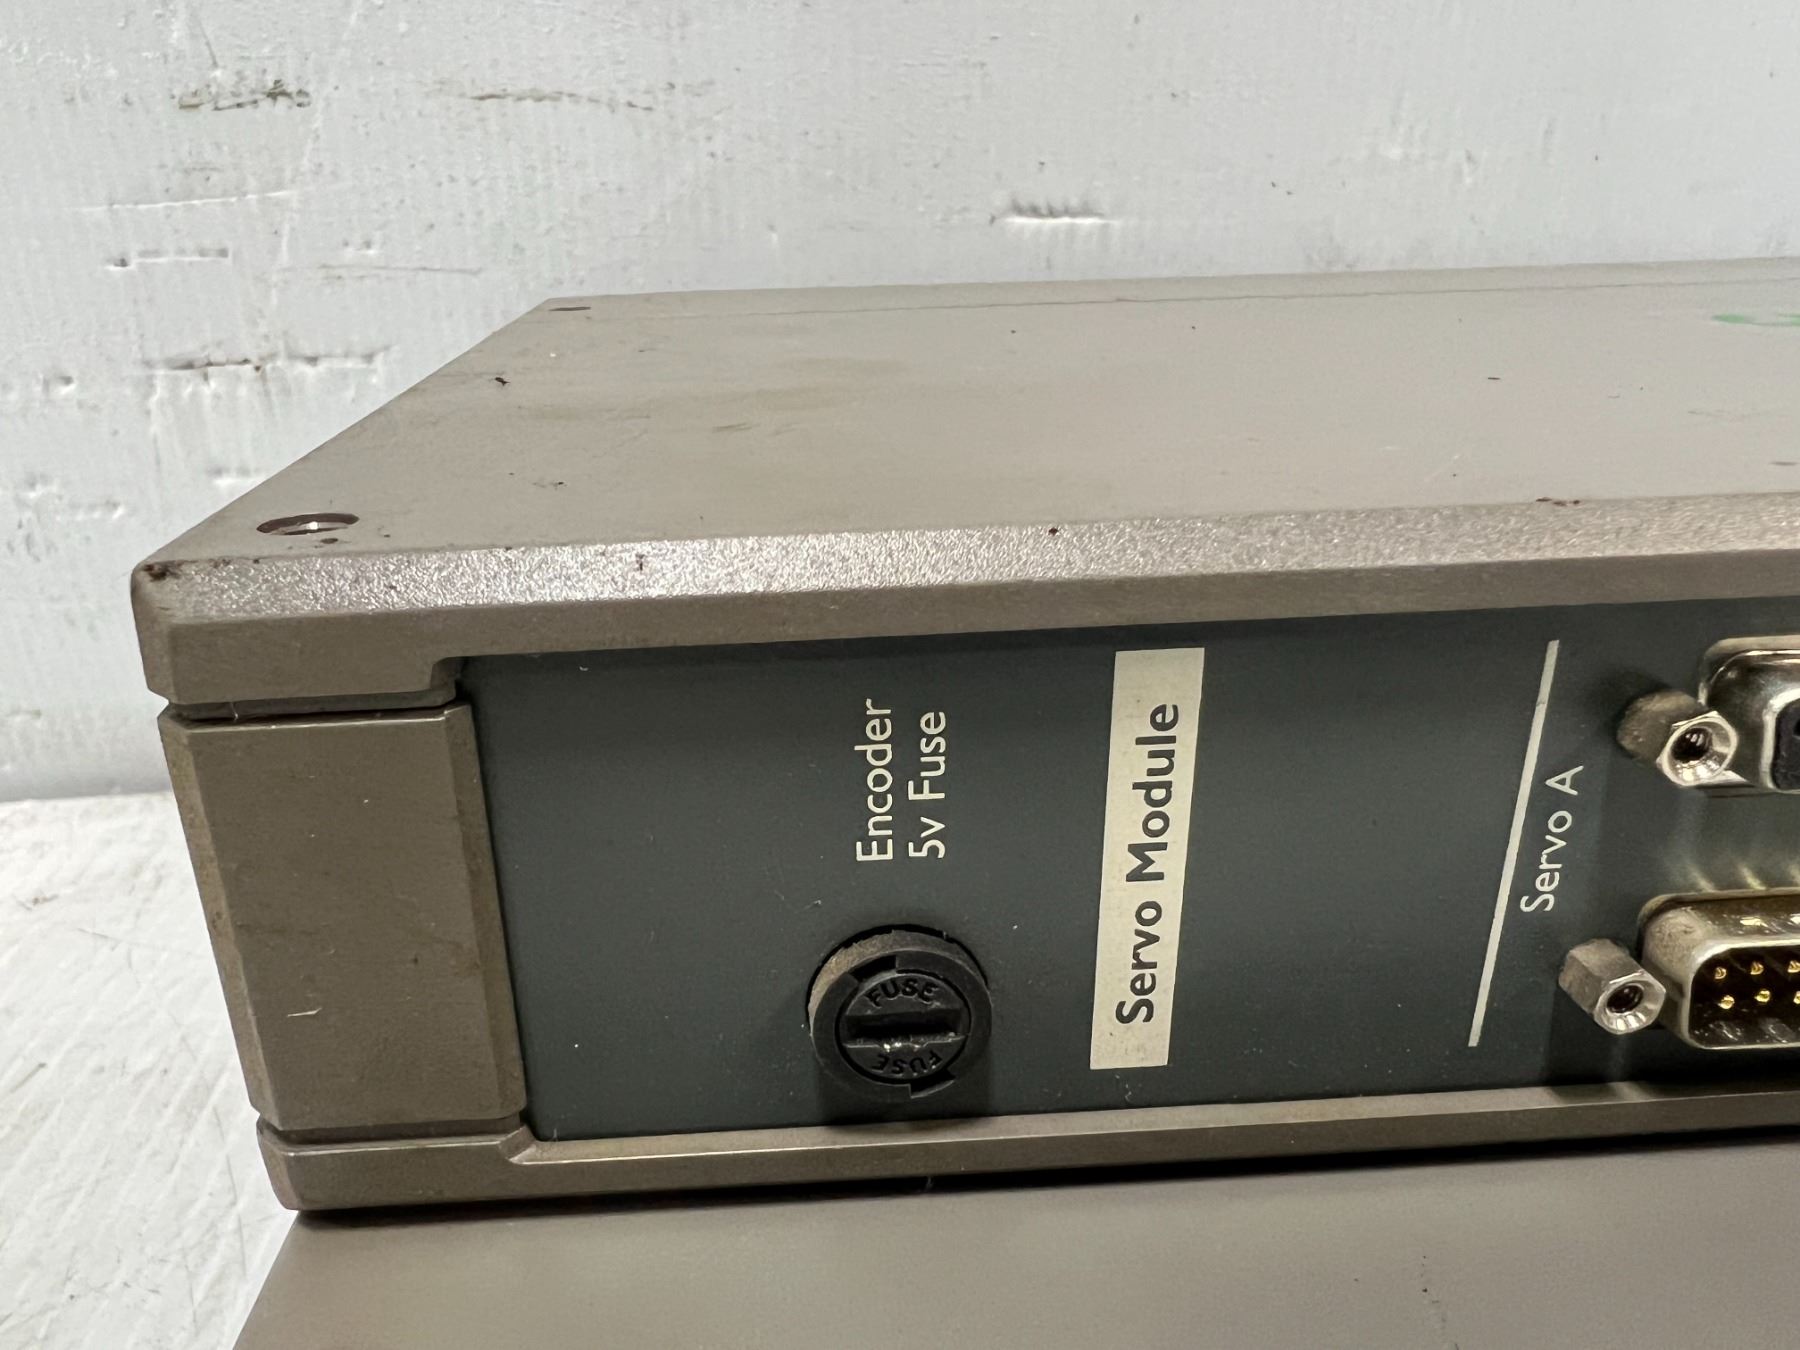 Encoder
5v Fuse
FUSE
FUSE
Servo Module
Servo A